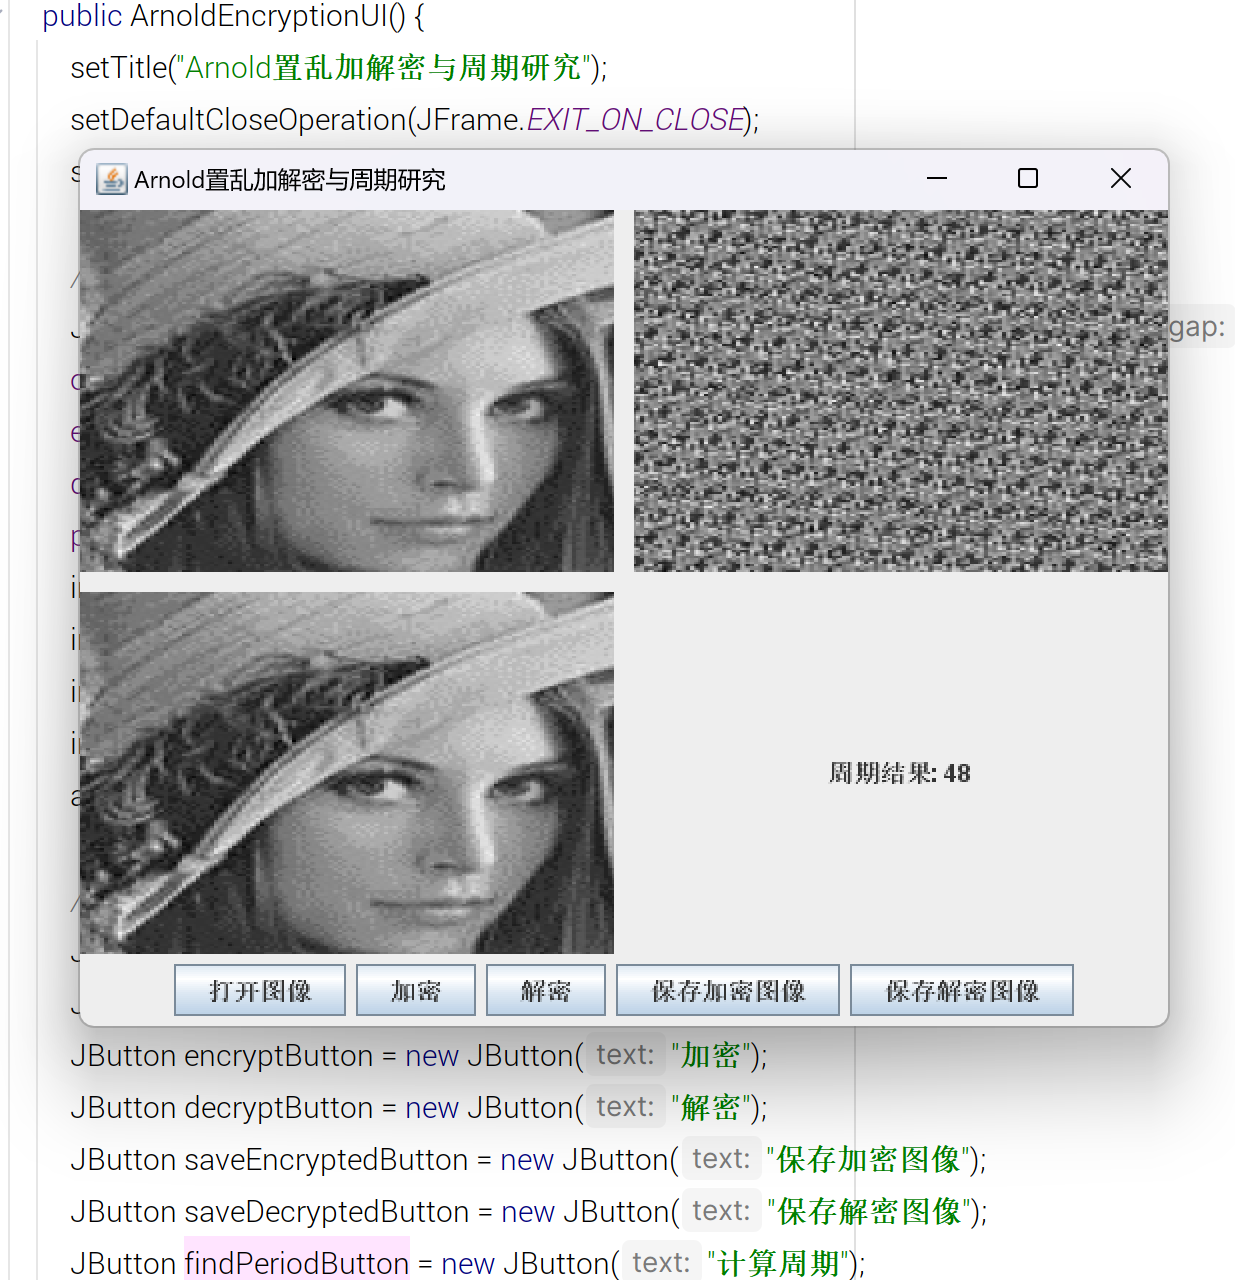 public ArnoldEncryptionUI() {
setTitle("Arnold置乱加解密与周期研究");
setDefaultCloseOperation(JFrame.EXIT_ON_CLOSE);
Arnold置乱加解密与周期研究
gap:
周期结果: 48
打开图像 加密 解密 保存加密图像 保存解密图像
JButton encryptButton = new JButton( text: "加密");
JButton decryptButton = new JButton( text: "解密");
JButton saveEncryptedButton = new JButton( text: "保存加密图像");
JButton saveDecryptedButton = new JButton( text: "保存解密图像");
JButton findPeriodButton = new JButton( text: "计算周期");